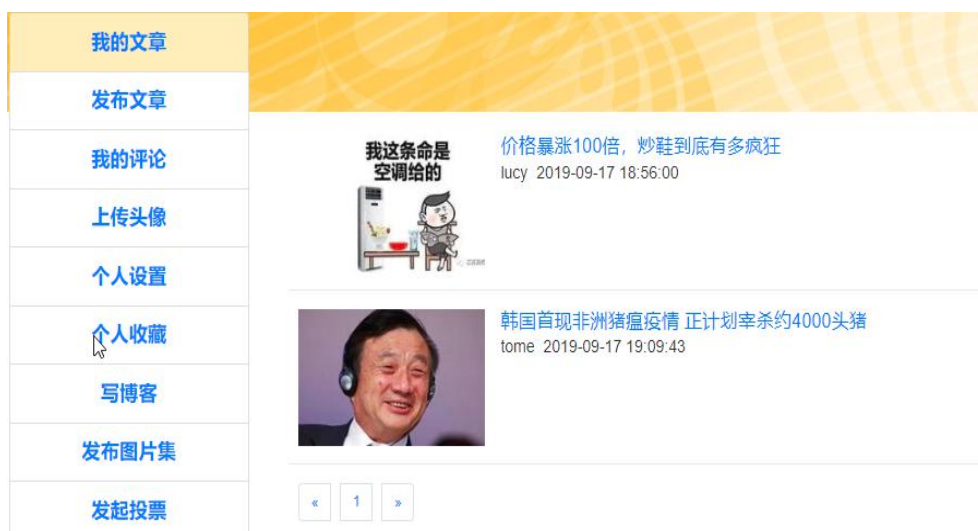 我的文章
发布文章
我的评论
上传头像
个人设置
个人收藏
写博客
发布图片集
发起投票
我这条命是
空调给的
价格暴涨100倍，炒鞋到底有多疯狂
lucy 2019-09-17 18:56:00
韩国首现非洲猪瘟疫情 正计划宰杀约4000头猪
tome 2019-09-17 19:09:43
« 1 »